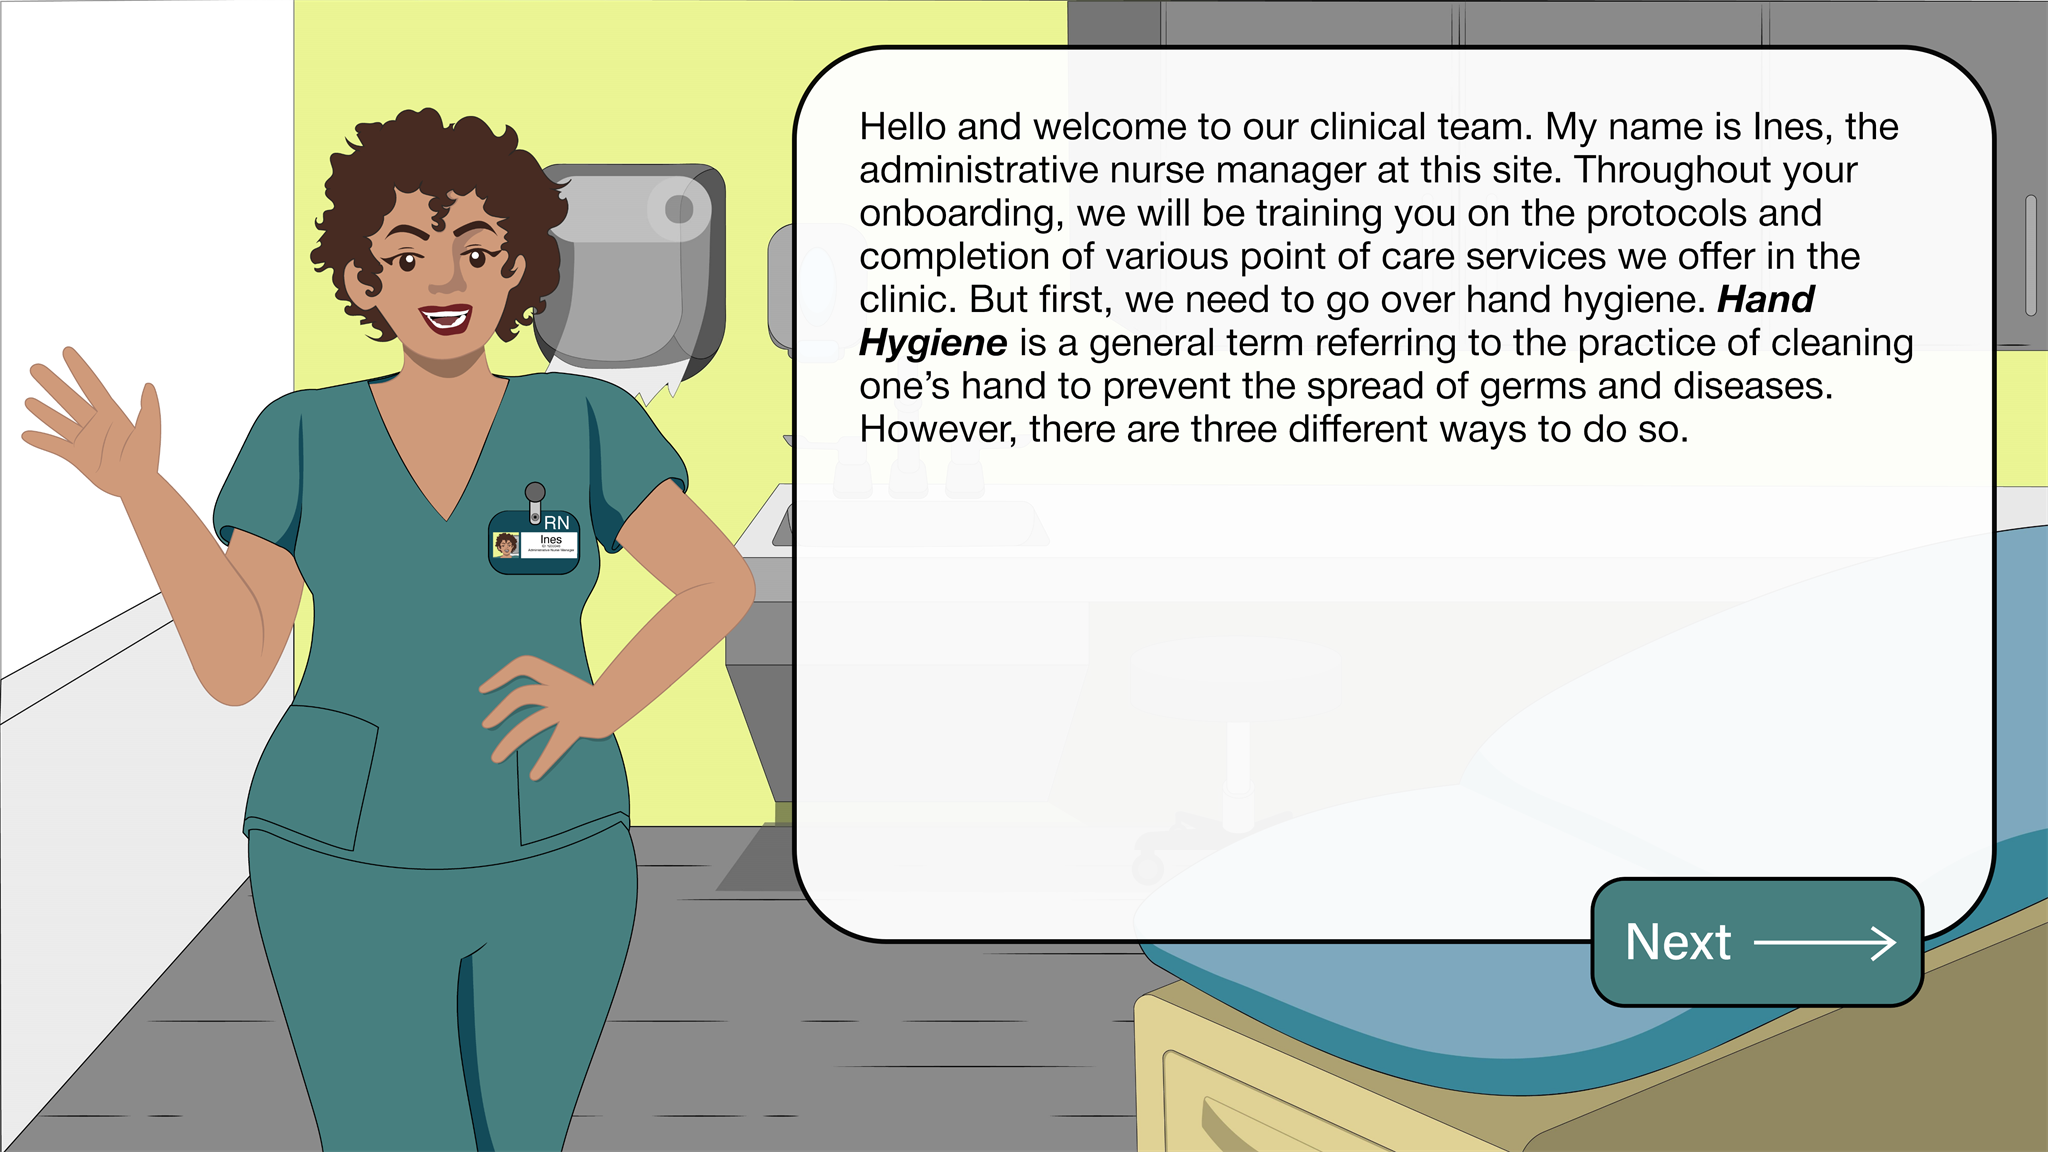 Hello and welcome to our clinical team. My name is Ines, the
administrative nurse manager at this site. Throughout your
onboarding, we will be training you on the protocols and
completion of various point of care services we offer in the
clinic. But first, we need to go over hand hygiene. Hand
Hygiene is a general term referring to the practice of cleaning
one’s hand to prevent the spread of germs and diseases.
However, there are three different ways to do so.
RN
Ines
Administrative Nurse Manager
Next